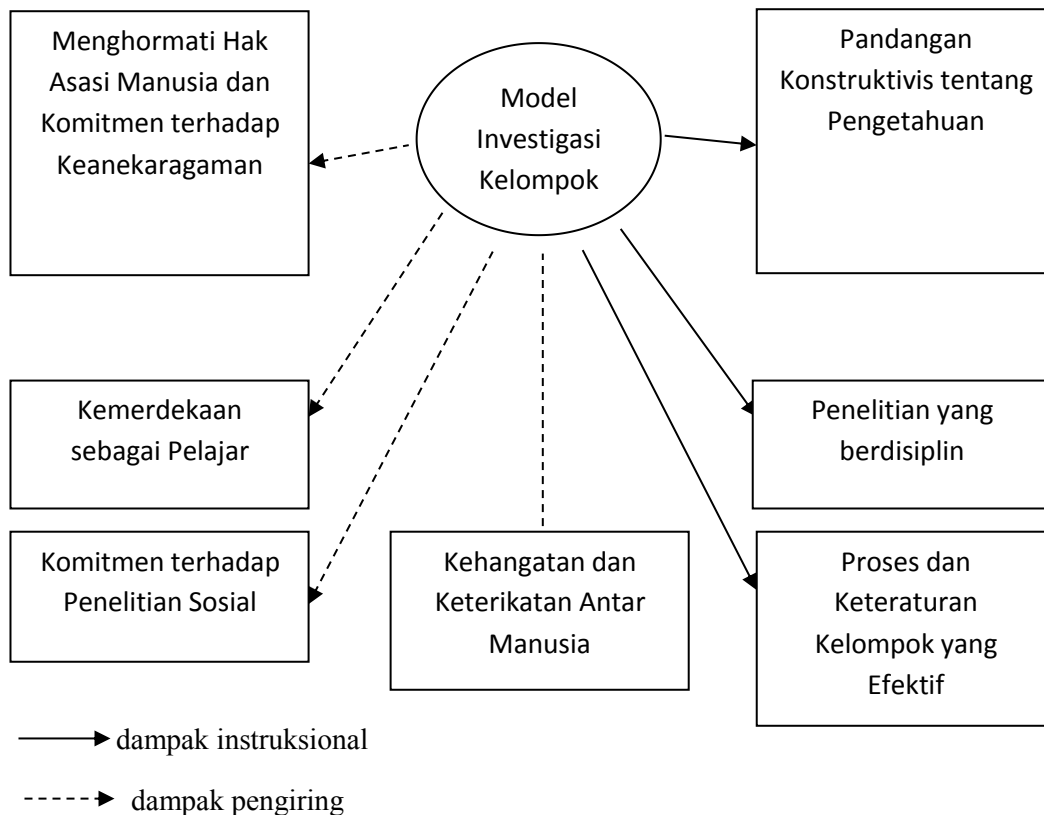 Menghormati Hak
Asasi Manusia dan
Komitmen terhadap
Keanekaragaman
Model
Investigasi
Kelompok
Pandangan
Konstruktivis tentang
Pengetahuan
Kemerdekaan
sebagai Pelajar
Penelitian yang
berdisiplin
Komitmen terhadap
Penelitian Sosial
Kehangatan dan
Keterikatan Antar
Manusia
Proses dan
Keteraturan
Kelompok yang
Efektif
dampak instruksional
dampak pengiring